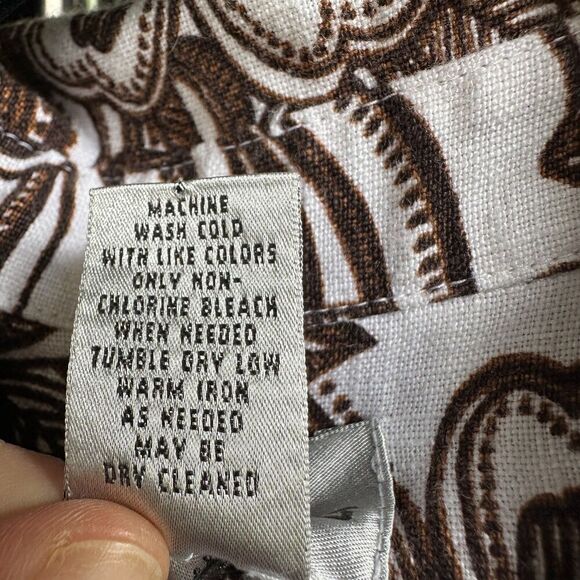 MACHINE
WASH COLD
WITH LIKE COLORS
ONLY NON-
CHLORINE BLEACH
WHEN NEEDED
TUMBLE DRY LOW
WARM IRON
AS NEEDED
MAY BE
DRY CLEANED